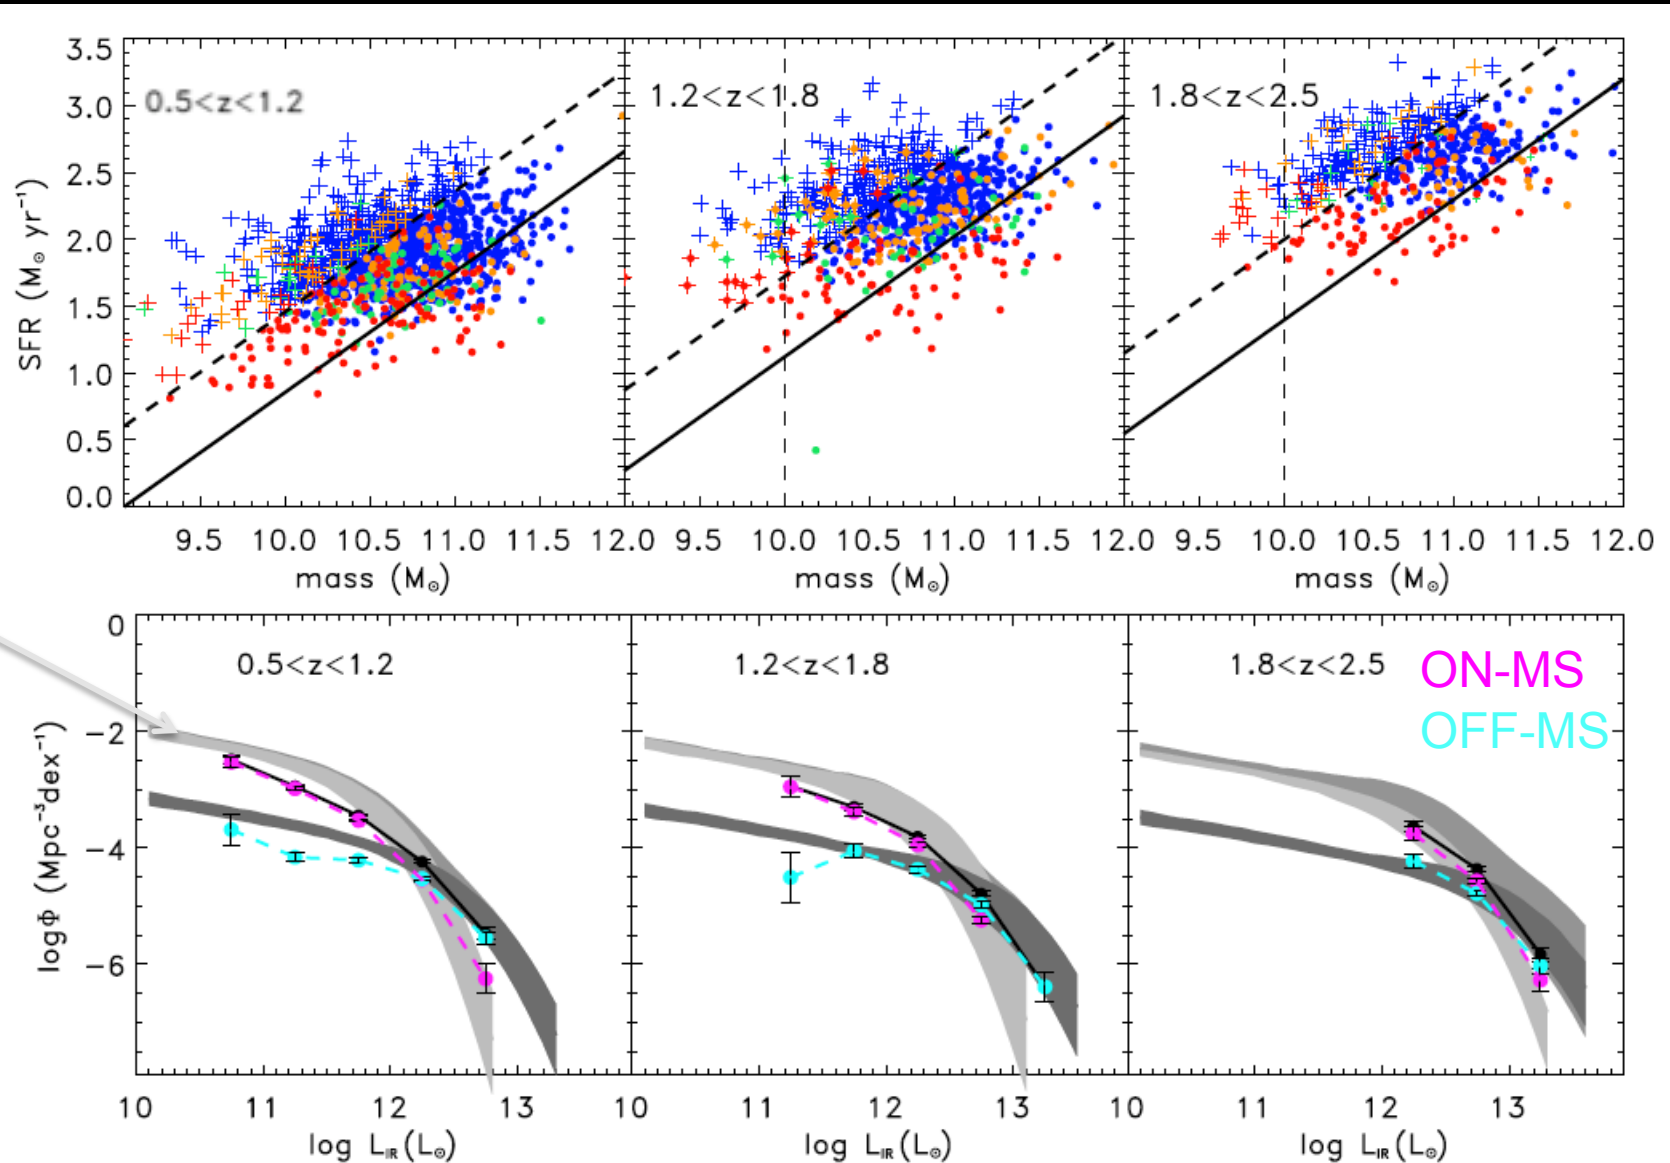 3.5
3.0
2.5
2.0
1.5
1.0
0.5
0.0
SFR (M☉ yr⁻¹)
0.5<z<1.2
1.2<z<1.8
1.8<z<2.5
9.5 10.0 10.5 11.0 11.5 12.0 9.5 10.0 10.5 11.0 11.5 12.0 9.5 10.0 10.5 11.0 11.5 12.0
mass (M☉) mass (M☉) mass (M☉)
0
-2
-4
-6
logΦ (Mpc⁻³dex⁻¹)
0.5<z<1.2
1.2<z<1.8
1.8<z<2.5
ON-MS
OFF-MS
10 11 12 13 10 11 12 13 10 11 12 13
log L_IR(L☉) log L_IR(L☉) log L_IR(L☉)